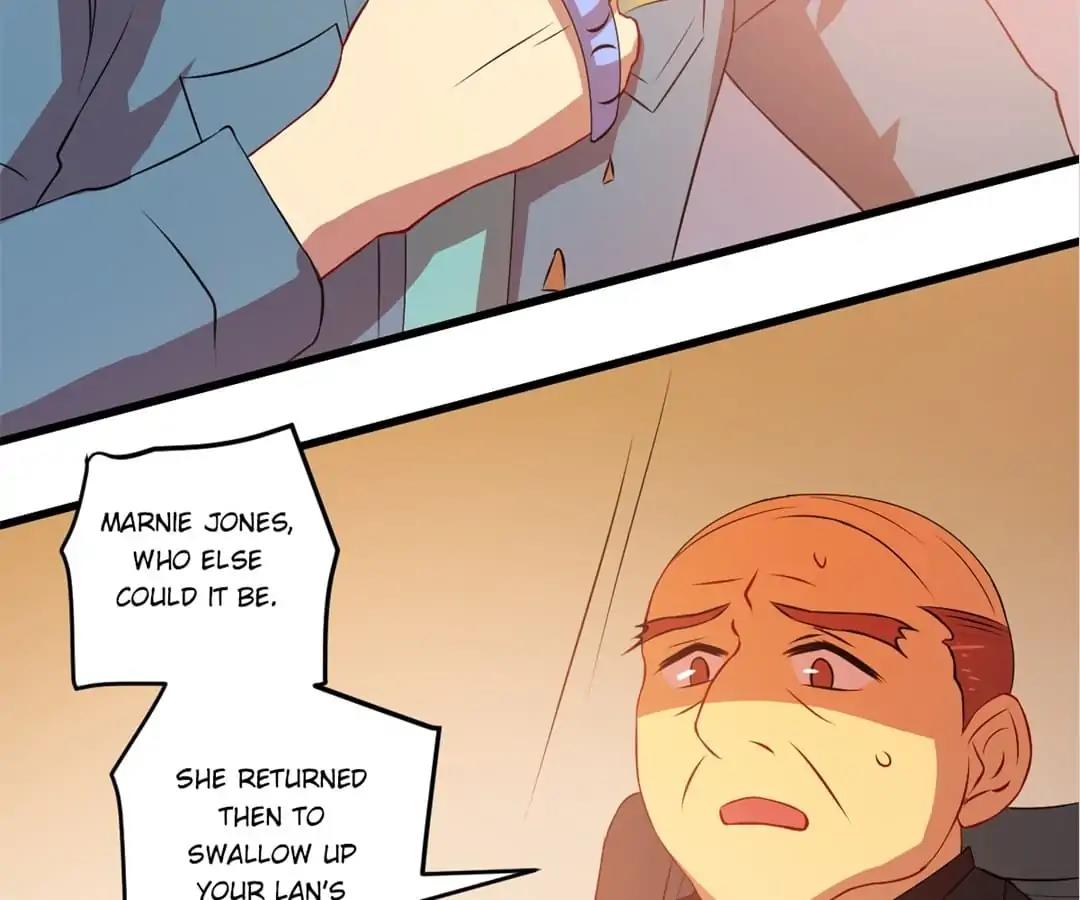 MARNIE JONES,
WHO ELSE
COULD IT BE.
SHE RETURNED
THEN TO
SWALLOW UP
YOUR LAN'S